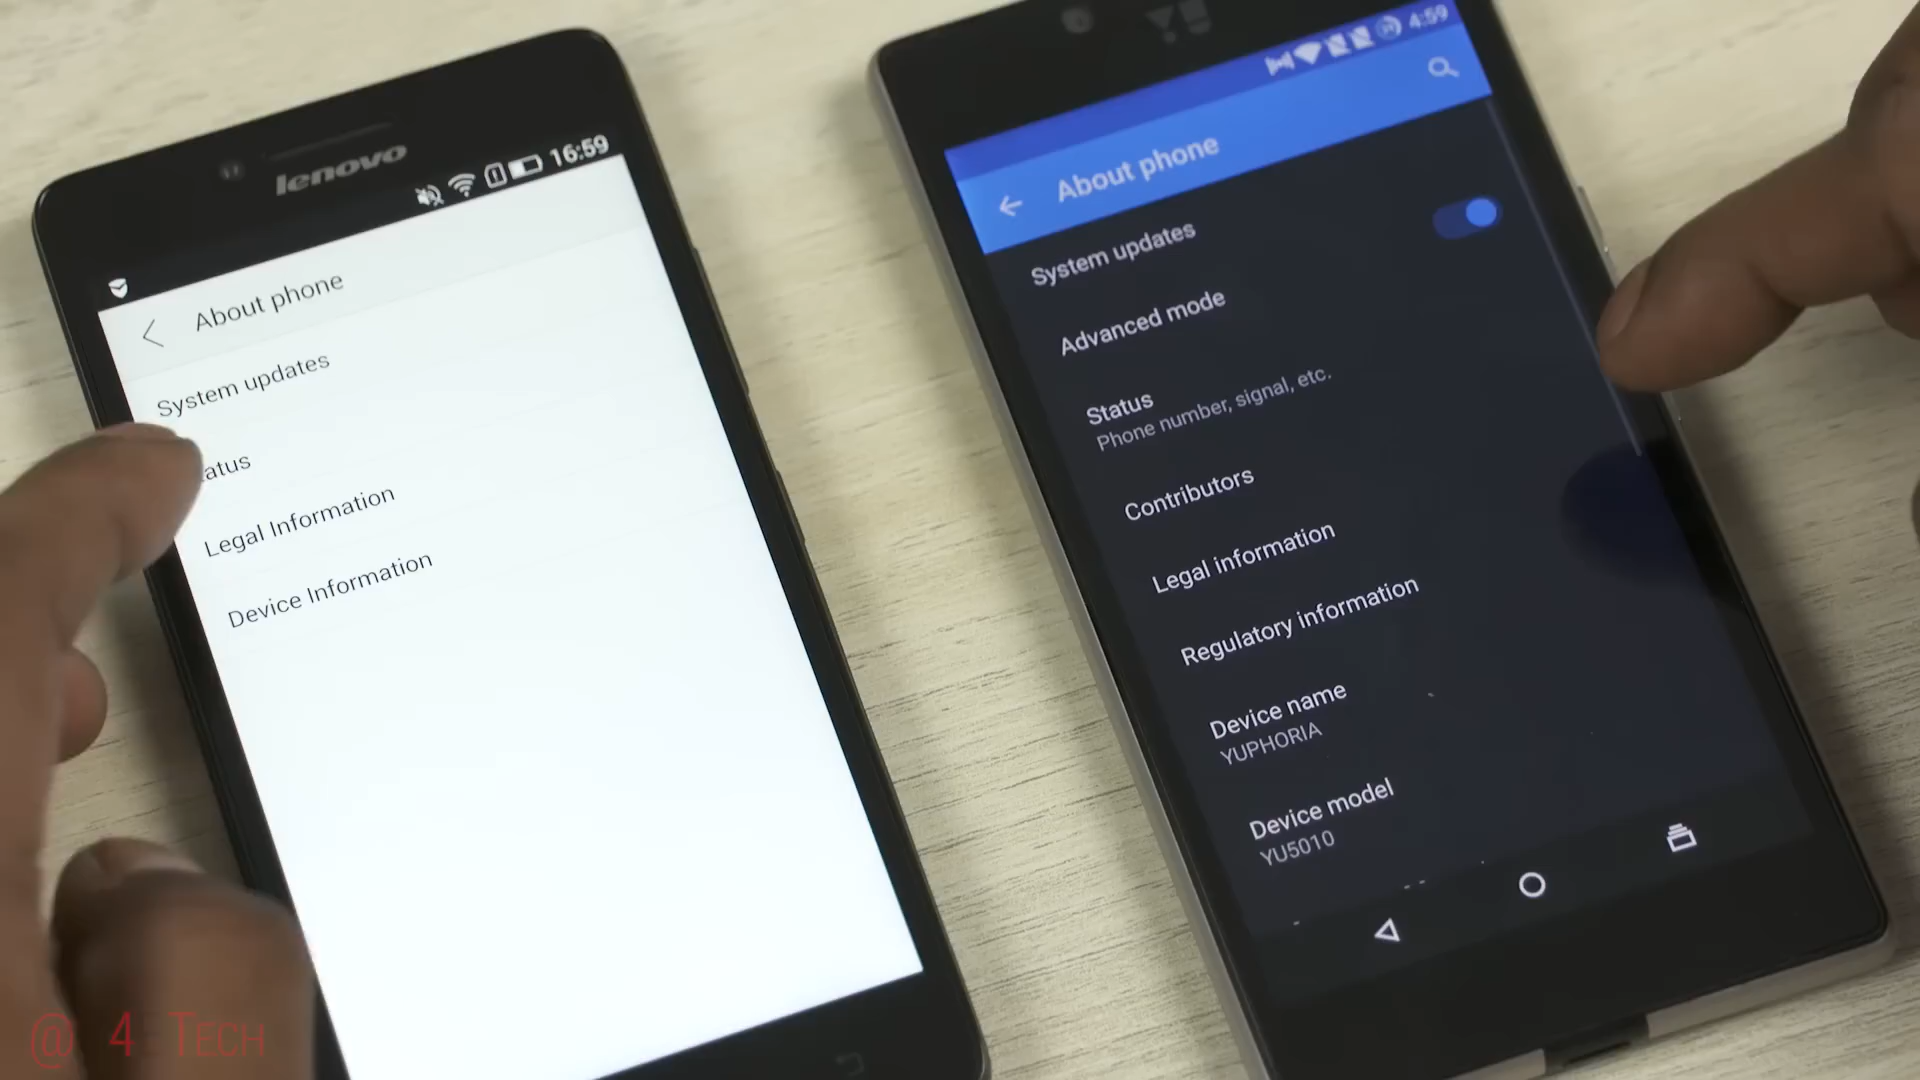 lenovo
16:59
About phone
System updates
atus
Legal Information
Device Information
YU
4:59
About phone
System updates
Advanced mode
Status
Phone number, signal, etc.
Contributors
Legal information
Regulatory information
Device name
YUPHORIA
Device model
YU5010
@ 4 TECH